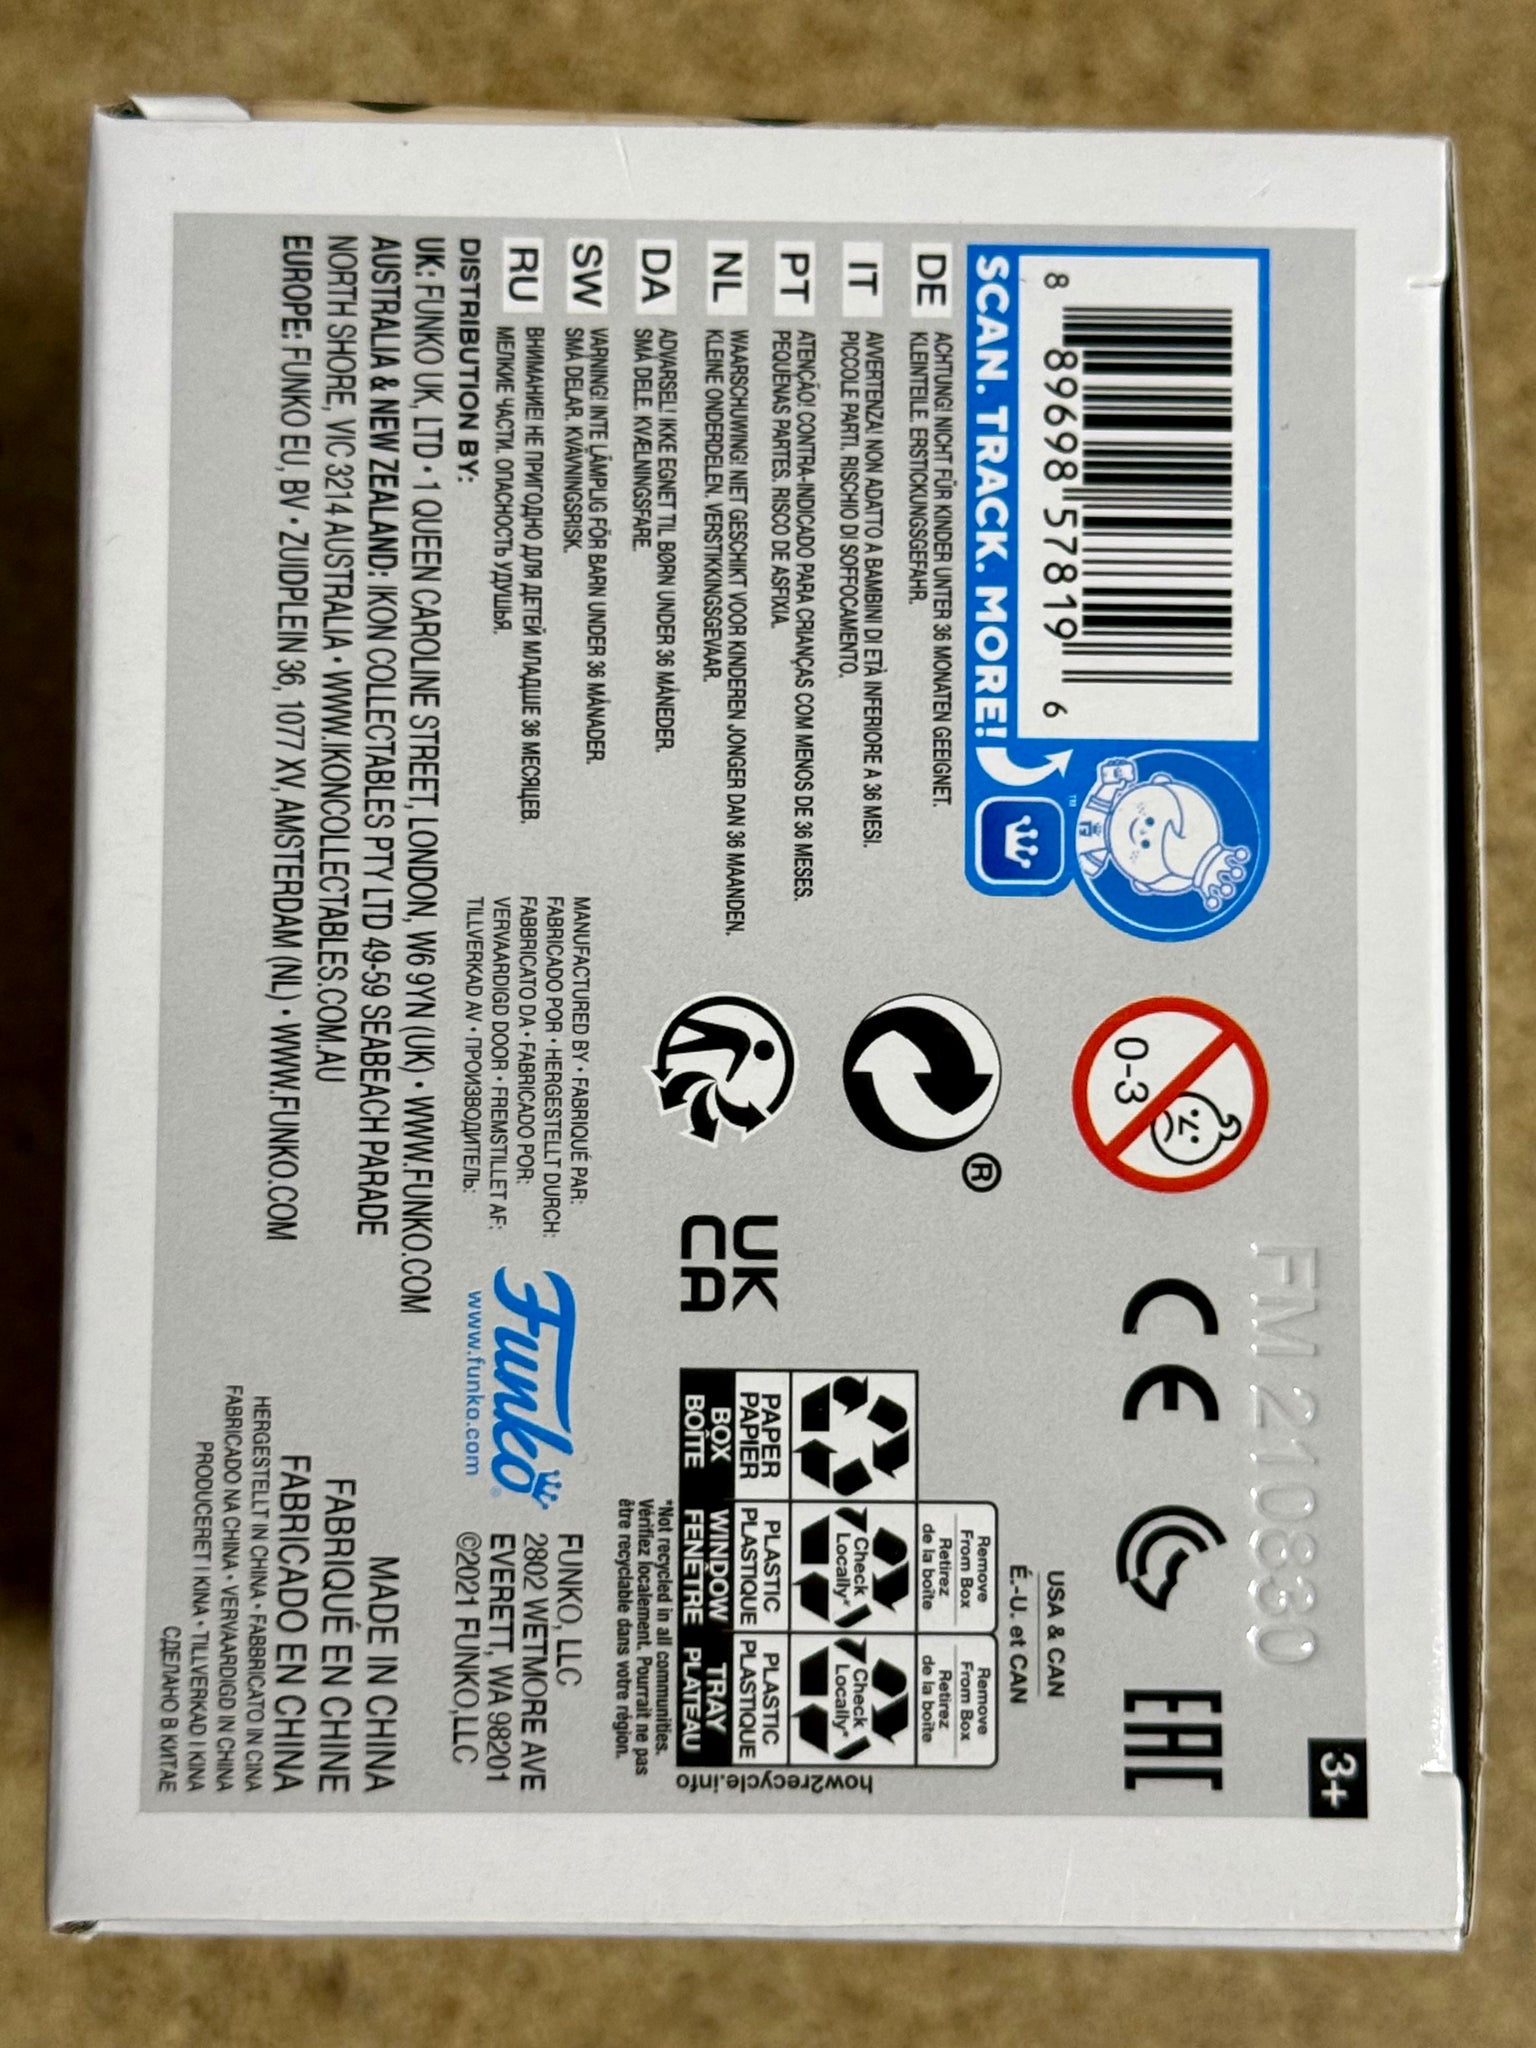 3+
FM 210830
8 89698 57819 6
SCAN. TRACK. MORE!
™
0-3
CE
EAC
USA & CAN
É.-U. et CAN
Remove
From Box
Retirez
de la boîte
Remove
From Box
Retirez
de la boîte
Check
Locally*
Check
Locally*
PAPER
PAPIER
PLASTIC
PLASTIQUE
PLASTIC
PLASTIQUE
BOX
BOÎTE
WINDOW
FENÊTRE
TRAY
PLATEAU
how2recycle.info
*Not recycled in all communities.
Vérifiez localement. Pourrait ne pas
être recyclable dans votre région.
®
UK
CA
DE ACHTUNG! NICHT FÜR KINDER UNTER 36 MONATEN GEEIGNET.
KLEINTEILE. ERSTICKUNGSGEFAHR.
IT AVVERTENZA! NON ADATTO A BAMBINI DI ETÀ INFERIORE A 36 MESI.
PICCOLE PARTI. RISCHIO DI SOFFOCAMENTO.
PT ATENÇÃO! CONTRA-INDICADO PARA CRIANÇAS COM MENOS DE 36 MESES.
PEQUENAS PARTES. RISCO DE ASFIXIA.
NL WAARSCHUWING! NIET GESCHIKT VOOR KINDEREN JONGER DAN 36 MAANDEN.
KLEINE ONDERDELEN. VERSTIKKINGSGEVAAR.
DA ADVARSEL! IKKE EGNET TIL BØRN UNDER 36 MÅNEDER.
SMÅ DELE. KVÆLNINGSFARE.
SW VARNING! INTE LÄMPLIG FÖR BARN UNDER 36 MÅNADER.
SMÅ DELAR. KVÄVNINGSRISK.
RU ВНИМАНИЕ! НЕ ПРИГОДНО ДЛЯ ДЕТЕЙ МЛАДШЕ 36 МЕСЯЦЕВ.
МЕЛКИЕ ЧАСТИ. ОПАСНОСТЬ УДУШЬЯ.
MANUFACTURED BY • FABRIQUÉ PAR:
FABRICADO POR • HERGESTELLT DURCH:
FABBRICATO DA • FABRICADO POR:
VERVAARDIGD DOOR • FREMSTILLET AF:
TILLVERKAD AV • ПРОИЗВОДИТЕЛЬ:
Funko®
www.funko.com
FUNKO, LLC
2802 WETMORE AVE
EVERETT, WA 98201
©2021 FUNKO, LLC
DISTRIBUTION BY:
UK: FUNKO UK, LTD • 1 QUEEN CAROLINE STREET, LONDON, W6 9YN (UK) • WWW.FUNKO.COM
AUSTRALIA & NEW ZEALAND: IKON COLLECTABLES PTY LTD 49-59 SEABEACH PARADE
NORTH SHORE, VIC 3214 AUSTRALIA • WWW.IKONCOLLECTABLES.COM.AU
EUROPE: FUNKO EU, BV • ZUIDPLEIN 36, 1077 XV, AMSTERDAM (NL) • WWW.FUNKO.COM
MADE IN CHINA
FABRIQUÉ EN CHINE
FABRICADO EN CHINA
HERGESTELLT IN CHINA • FABBRICATO IN CINA
FABRICADO NA CHINA • VERVAARDIGD IN CHINA
PRODUCERET I KINA • TILLVERKAD I KINA
СДЕЛАНО В КИТАЕ